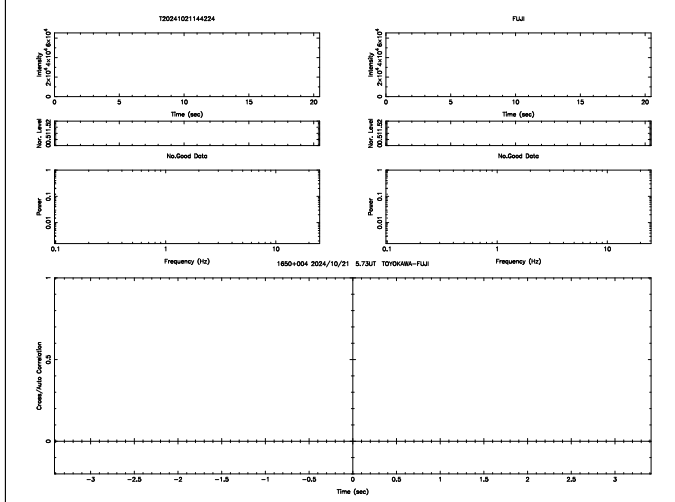 T20241021144224
FUJI
Intensity
0 2×10⁴ 4×10⁴ 6×10⁴
0 5 10 15 20
Time (sec)
Intensity
0 2×10⁴ 4×10⁴ 6×10⁴
0 5 10 15 20
Time (sec)
Nor. Level
00.511.52
Nor. Level
00.511.52
No.Good Data
No.Good Data
Power
0.01 0.1 1
0.1 1 10
Frequency (Hz)
Power
0.01 0.1 1
0.1 1 10
Frequency (Hz)
1650+004 2024/10/21 5.73UT TOYOKAWA-FUJI
Cross/Auto Correlation
0 0.5 1
-3 -2.5 -2 -1.5 -1 -0.5 0 0.5 1 1.5 2 2.5 3
Time (sec)